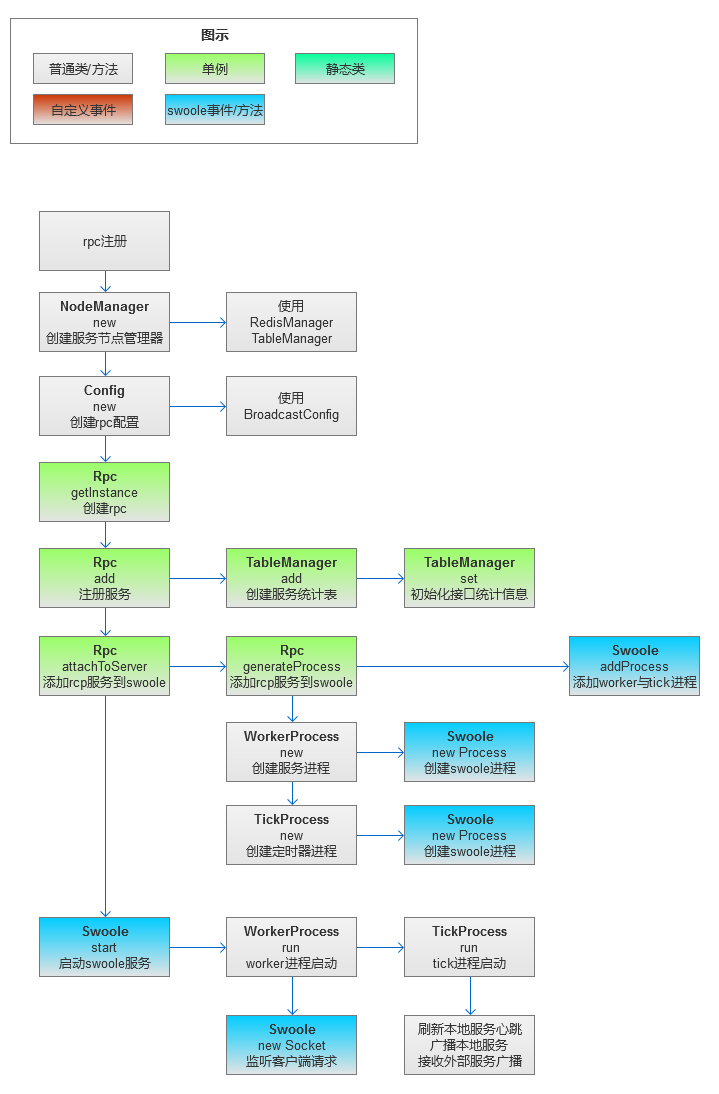 图示
普通类/方法
单例
静态类
自定义事件
swoole事件/方法
rpc注册
NodeManager
new
创建服务节点管理器
使用
RedisManager
TableManager
Config
new
创建rpc配置
使用
BroadcastConfig
Rpc
getInstance
创建rpc
Rpc
add
注册服务
TableManager
add
创建服务统计表
TableManager
set
初始化接口统计信息
Rpc
attachToServer
添加rcp服务到swoole
Rpc
generateProcess
添加rcp服务到swoole
Swoole
addProcess
添加worker与tick进程
WorkerProcess
new
创建服务进程
Swoole
new Process
创建swoole进程
TickProcess
new
创建定时器进程
Swoole
new Process
创建swoole进程
Swoole
start
启动swoole服务
WorkerProcess
run
worker进程启动
TickProcess
run
tick进程启动
Swoole
new Socket
监听客户端请求
刷新本地服务心跳
广播本地服务
接收外部服务广播